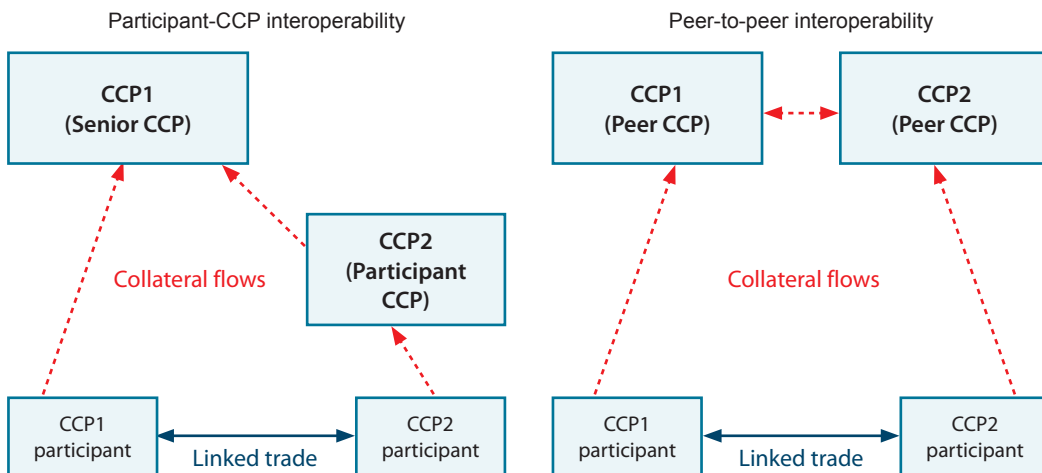 Participant-CCP interoperability
CCP1
(Senior CCP)
CCP2
(Participant
CCP)
Collateral flows
CCP1
participant
Linked trade
CCP2
participant
Peer-to-peer interoperability
CCP1
(Peer CCP)
CCP2
(Peer CCP)
Collateral flows
CCP1
participant
Linked trade
CCP2
participant